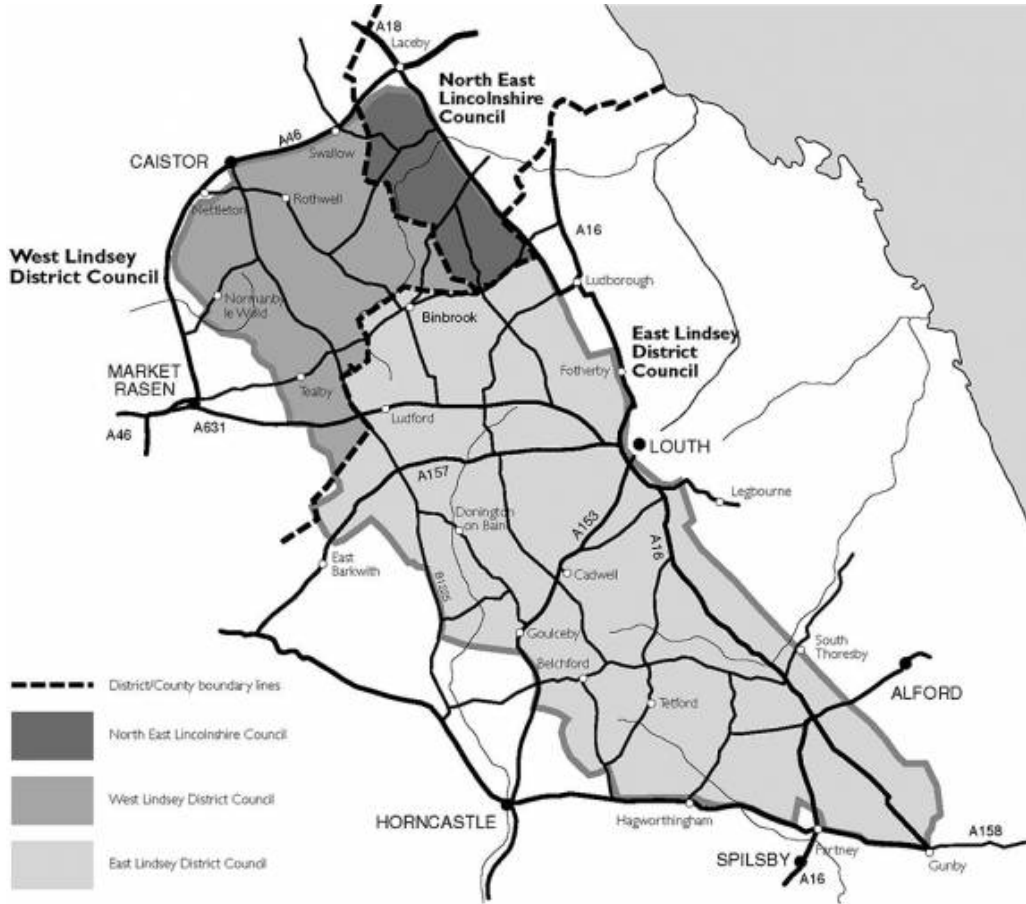 A18
Laceby
North East
Lincolnshire
Council
A46
Swallow
CAISTOR
Nettleton
Rothwell
A16
West Lindsey
District Council
Normanby
le Wold
Ludborough
Binbrook
East Lindsey
District
Council
MARKET
RASEN
Tealby
Fotherby
A46
A631
Ludford
LOUTH
A157
Legbourne
Donington
on Bain
A153
A16
East
Barkwith
B1225
Cadwell
Goulceby
South
Thoresby
Belchford
ALFORD
Tetford
District/County boundary lines
North East Lincolnshire Council
West Lindsey District Council
East Lindsey District Council
HORNCASTLE
Hagworthingham
Partney
SPILSBY
A158
Gunby
A16